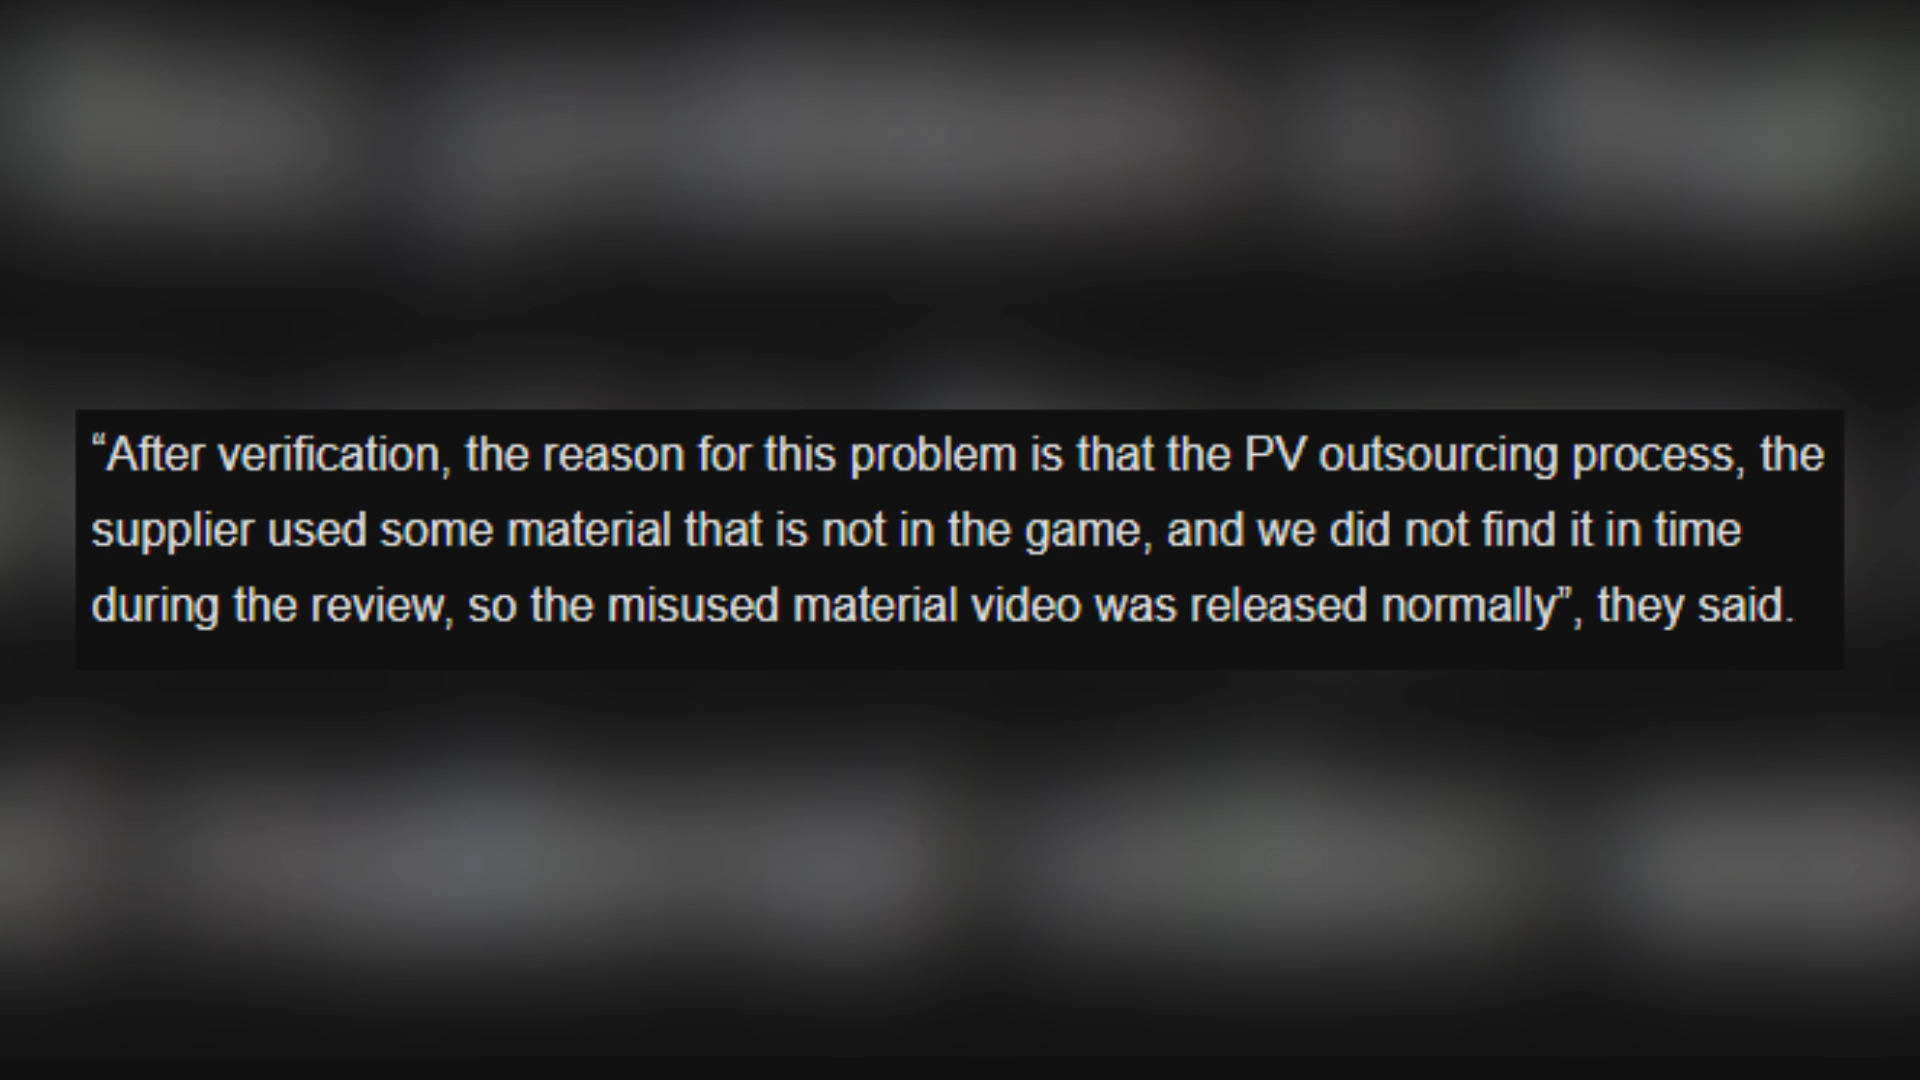 “After verification, the reason for this problem is that the PV outsourcing process, the
supplier used some material that is not in the game, and we did not find it in time
during the review, so the misused material video was released normally”, they said.